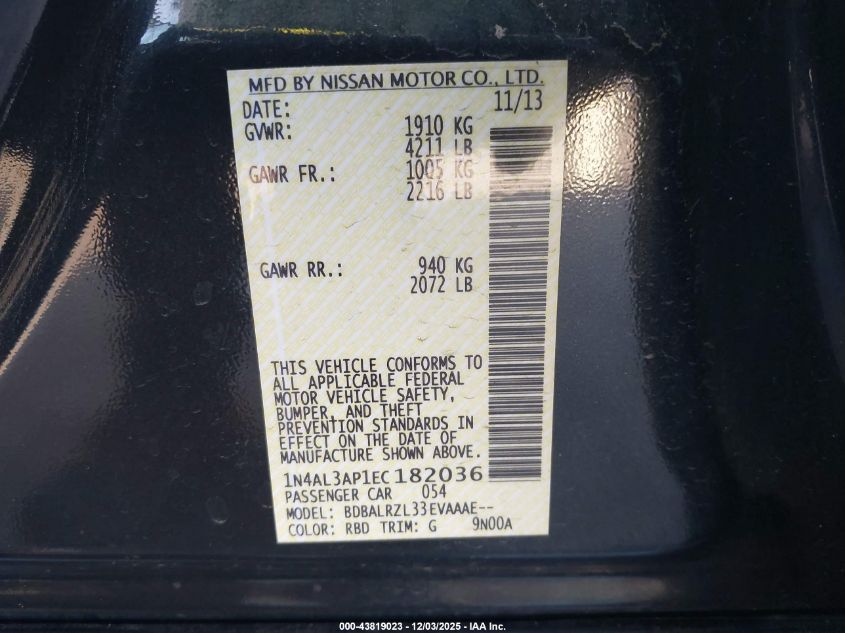 MFD BY NISSAN MOTOR CO., LTD.
DATE: 11/13
GVWR: 1910 KG
4211 LB
GAWR FR.: 1005 KG
2216 LB
GAWR RR.: 940 KG
2072 LB
THIS VEHICLE CONFORMS TO
ALL APPLICABLE FEDERAL
MOTOR VEHICLE SAFETY,
BUMPER, AND THEFT
PREVENTION STANDARDS IN
EFFECT ON THE DATE OF
MANUFACTURE SHOWN ABOVE.
1N4AL3AP1EC182036
PASSENGER CAR 054
MODEL: BDBALRZL33EVAAAE--
COLOR: RBD TRIM: G 9N00A
000-43819023 - 12/03/2025 - IAA Inc.